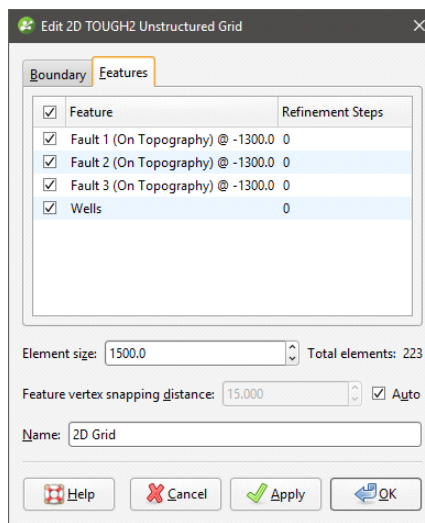 Edit 2D TOUGH2 Unstructured Grid
Boundary Features
Feature Refinement Steps
Fault 1 (On Topography) @ -1300.0 0
Fault 2 (On Topography) @ -1300.0 0
Fault 3 (On Topography) @ -1300.0 0
Wells 0
Element size: 1500.0 Total elements: 223
Feature vertex snapping distance: 15.000 Auto
Name: 2D Grid
Help Cancel Apply OK